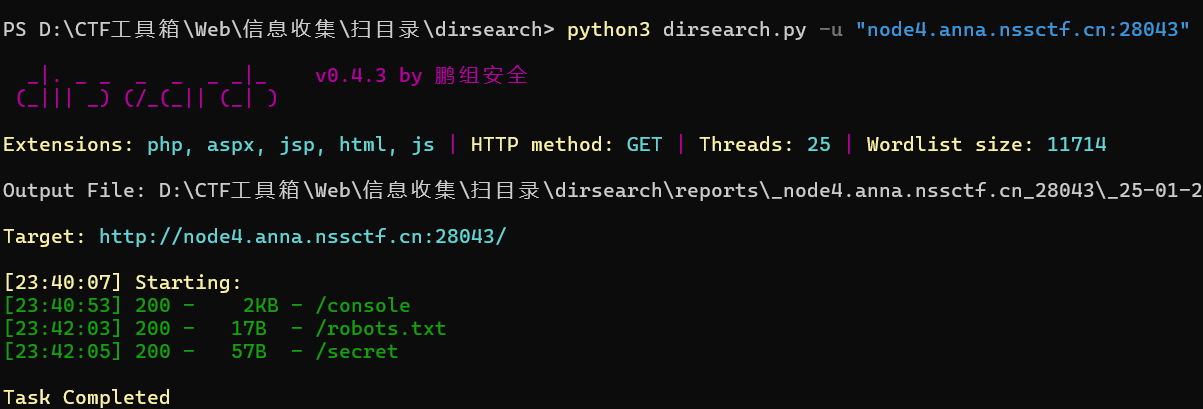 PS D:\CTF工具箱\Web\信息收集\扫目录\dirsearch> python3 dirsearch.py -u "node4.anna.nssctf.cn:28043"
_|. _ _  _  _  _ _|_    v0.4.3 by 鹏组安全
(_||| _) (/_(_|| (_| )
Extensions: php, aspx, jsp, html, js | HTTP method: GET | Threads: 25 | Wordlist size: 11714
Output File: D:\CTF工具箱\Web\信息收集\扫目录\dirsearch\reports\_node4.anna.nssctf.cn_28043\_25-01-2
Target: http://node4.anna.nssctf.cn:28043/
[23:40:07] Starting:
[23:40:53] 200 -    2KB - /console
[23:42:03] 200 -   17B  - /robots.txt
[23:42:05] 200 -   57B  - /secret
Task Completed